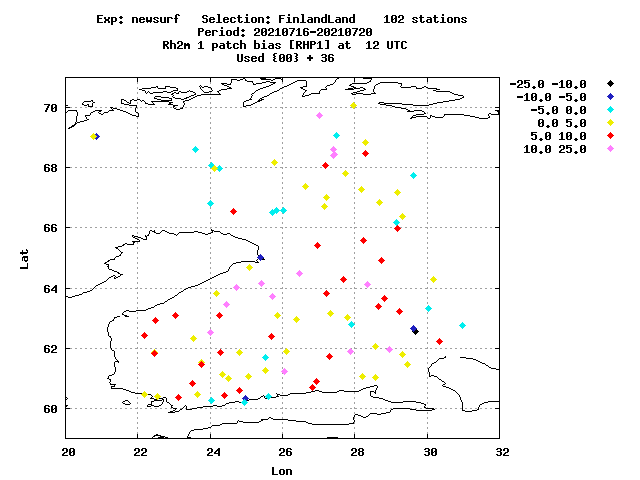 Exp: newsurf Selection: FinlandLand 102 stations
Period: 20210716-20210720
Rh2m 1 patch bias [RHP1] at 12 UTC
Used {00} + 36
-25.0 -10.0
-10.0 -5.0
-5.0 0.0
0.0 5.0
5.0 10.0
10.0 25.0
70
68
66
64
62
60
Lat
20 22 24 26 28 30 32
Lon